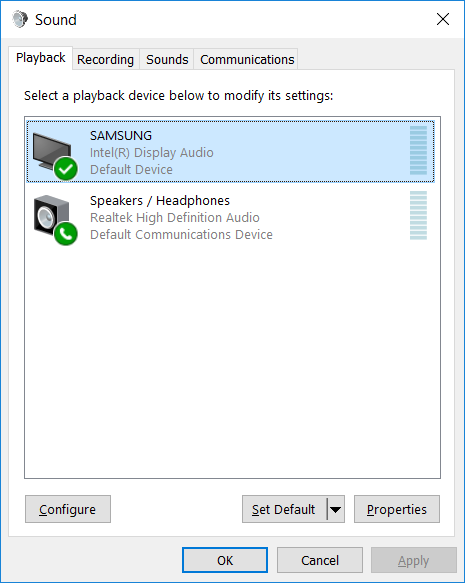 Sound
Playback Recording Sounds Communications
Select a playback device below to modify its settings:
SAMSUNG
Intel(R) Display Audio
Default Device
Speakers / Headphones
Realtek High Definition Audio
Default Communications Device
Configure Set Default Properties
OK Cancel Apply